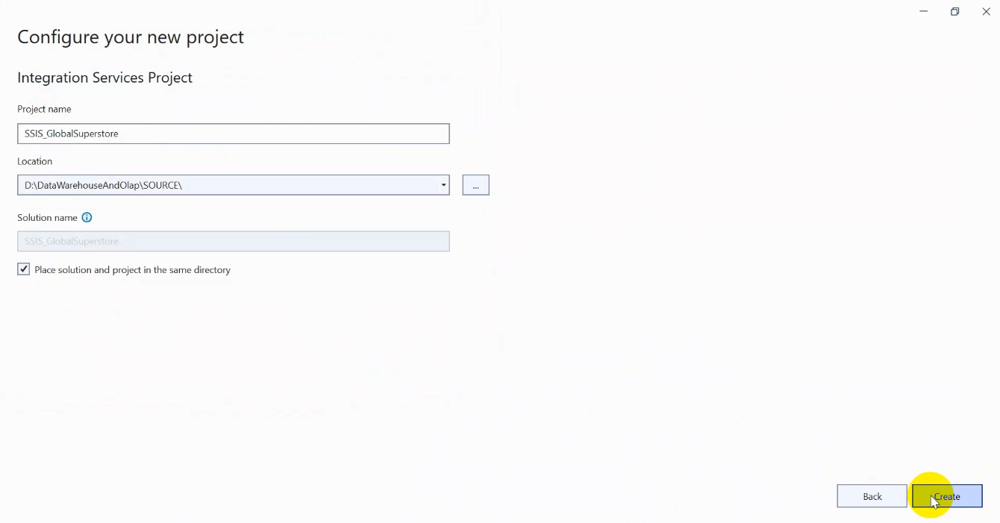 Configure your new project
Integration Services Project
Project name
SSIS_GlobalSuperstore
Location
D:\DataWarehouseAndOlap\SOURCE\
...
Solution name
SSIS_GlobalSuperstore
Place solution and project in the same directory
Back
Create